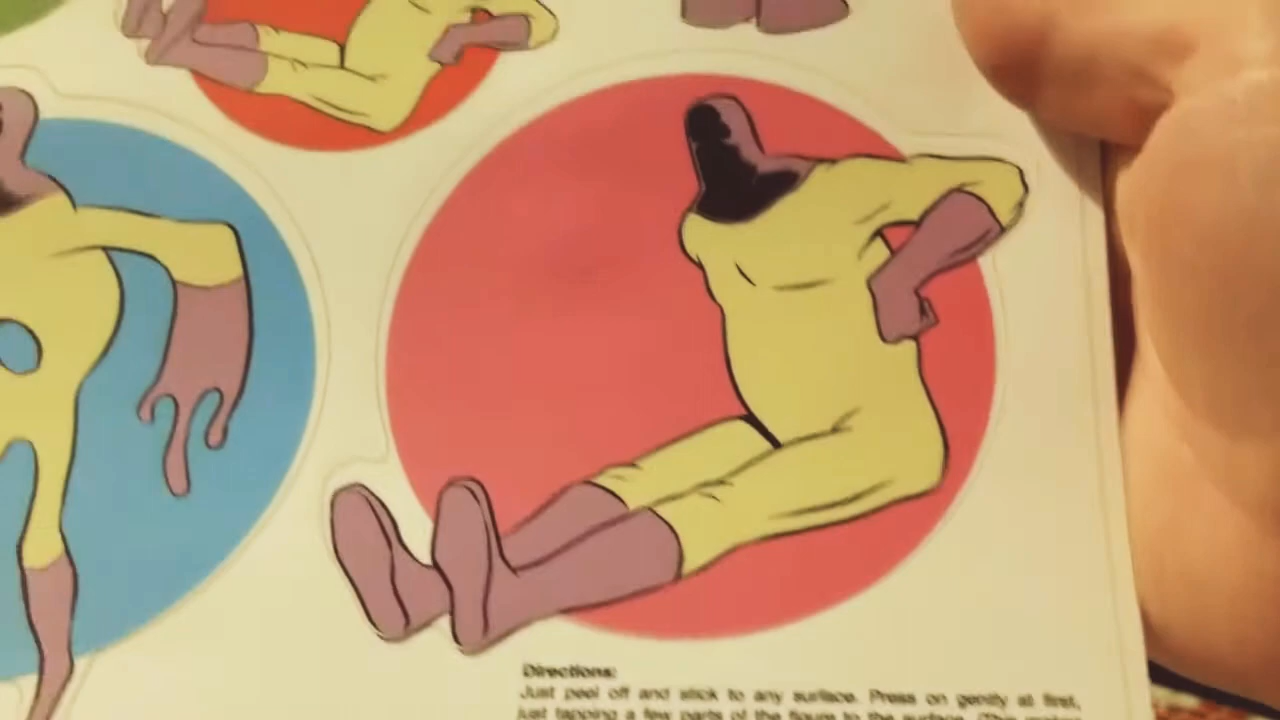 Directions:
Just peel off and stick to any surface. Press on gently at first,
just tapping a few parts of the figure to the surface. (This